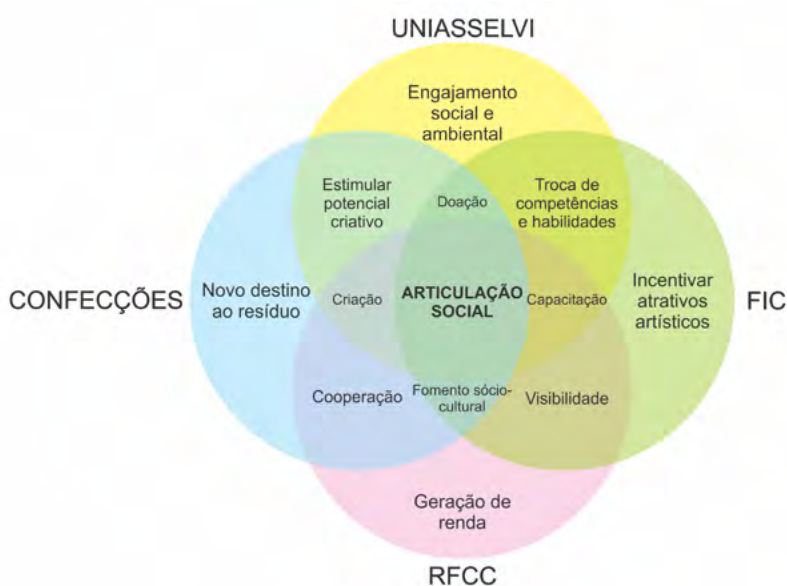 UNIASSELVI
Engajamento
social e
ambiental
Estimular
potencial
criativo
Doação
Troca de
competências
e habilidades
CONFECÇÕES
Novo destino
ao resíduo
Criação
ARTICULAÇÃO
SOCIAL
Capacitação
Incentivar
atrativos
artísticos
FIC
Cooperação
Fomento sócio-
cultural
Visibilidade
Geração de
renda
RFCC